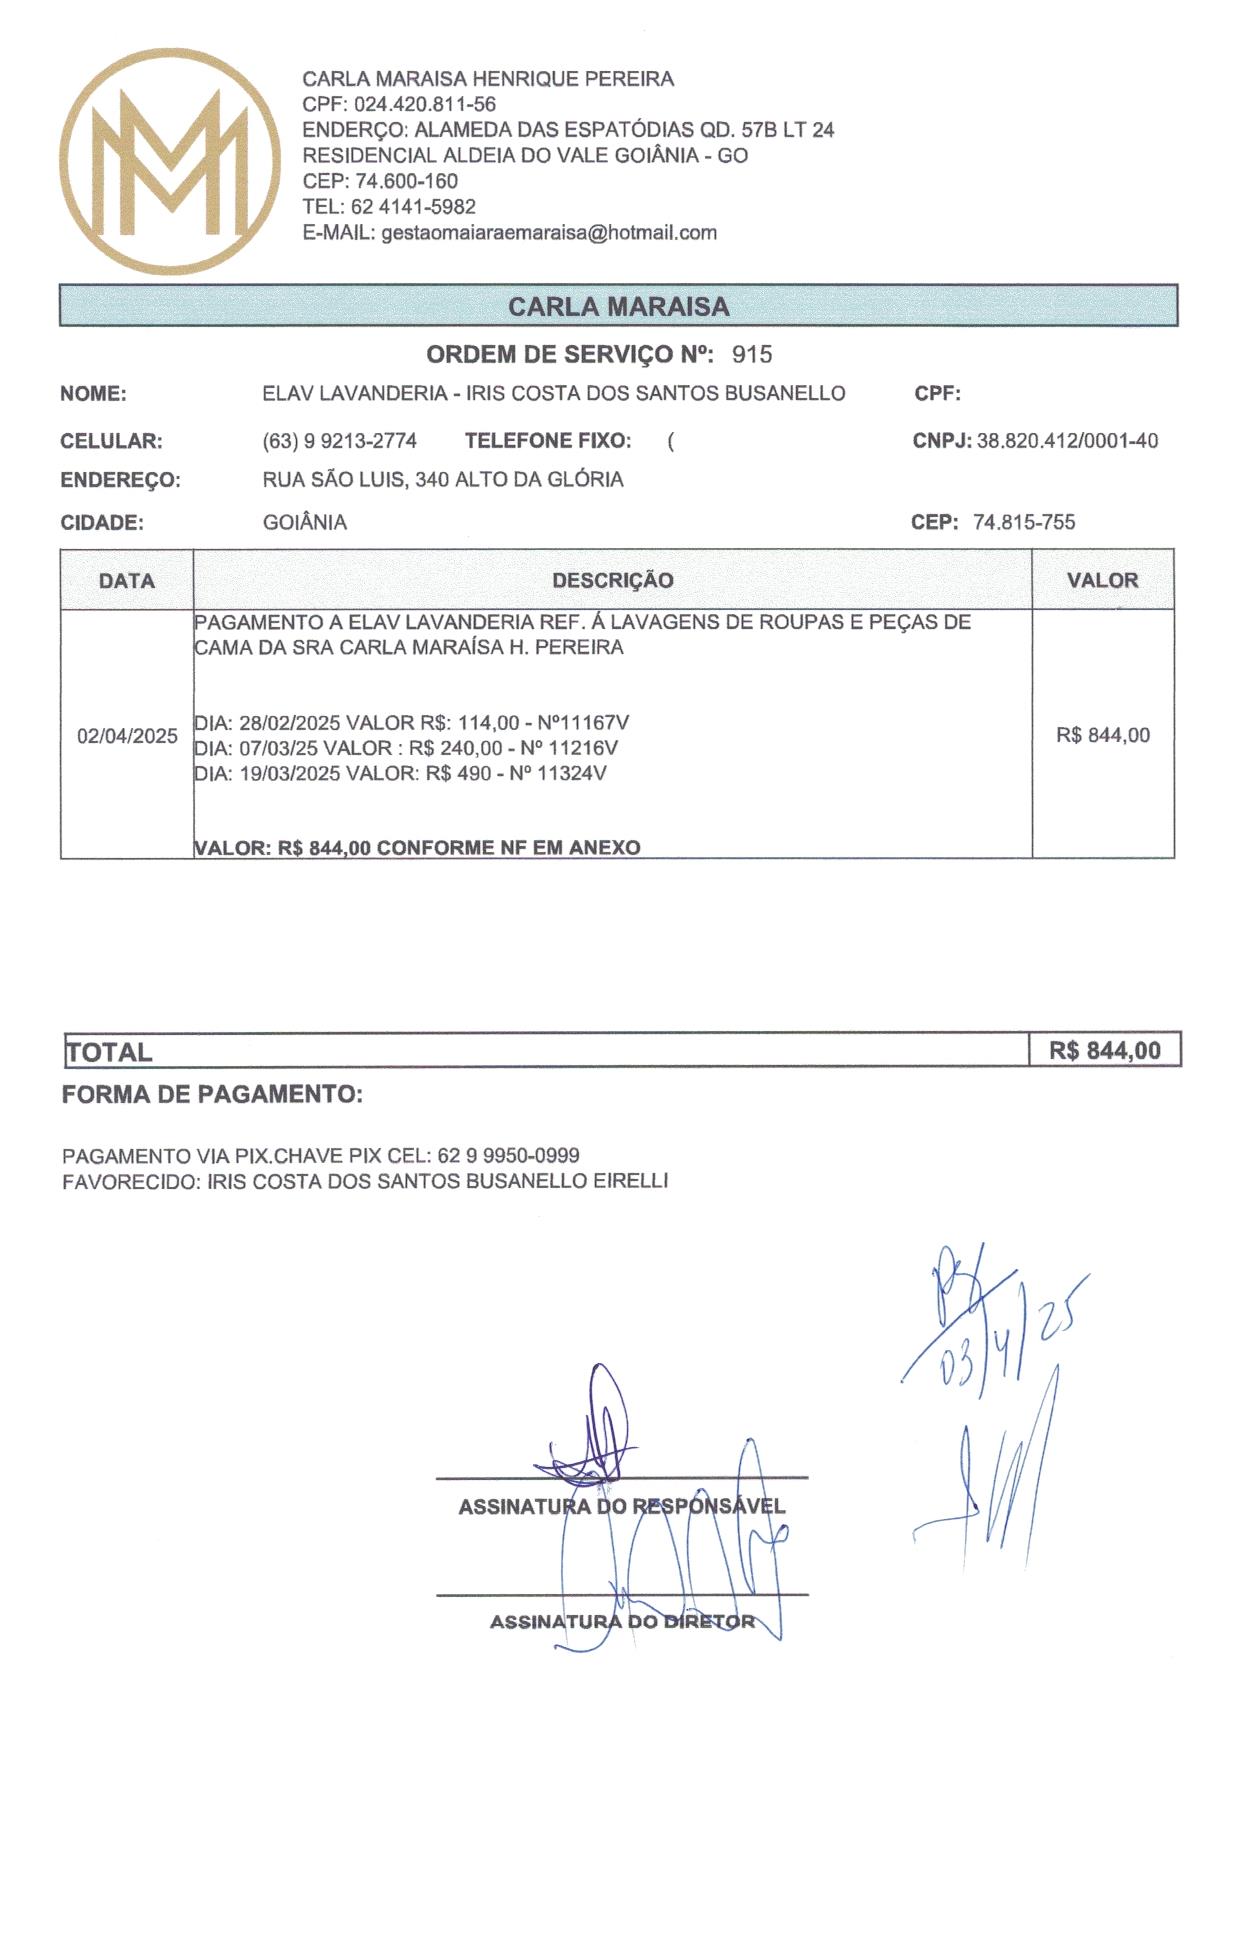 CARLA MARAISA HENRIQUE PEREIRA
CPF: 024.420.811-56
ENDERÇO: ALAMEDA DAS ESPATÓDIAS QD. 57B LT 24
RESIDENCIAL ALDEIA DO VALE GOIÂNIA - GO
CEP: 74.600-160
TEL: 62 4141-5982
E-MAIL: gestaomaiaraemaraisa@hotmail.com
CARLA MARAISA
ORDEM DE SERVIÇO Nº: 915
NOME: ELAV LAVANDERIA - IRIS COSTA DOS SANTOS BUSANELLO CPF:
CELULAR: (63) 9 9213-2774 TELEFONE FIXO: ( CNPJ: 38.820.412/0001-40
ENDEREÇO: RUA SÃO LUIS, 340 ALTO DA GLÓRIA
CIDADE: GOIÂNIA CEP: 74.815-755
DATA DESCRIÇÃO VALOR
PAGAMENTO A ELAV LAVANDERIA REF. Á LAVAGENS DE ROUPAS E PEÇAS DE
CAMA DA SRA CARLA MARAÍSA H. PEREIRA
DIA: 28/02/2025 VALOR R$: 114,00 - Nº11167V
02/04/2025 DIA: 07/03/25 VALOR : R$ 240,00 - Nº 11216V R$ 844,00
DIA: 19/03/2025 VALOR: R$ 490 - Nº 11324V
VALOR: R$ 844,00 CONFORME NF EM ANEXO
TOTAL R$ 844,00
FORMA DE PAGAMENTO:
PAGAMENTO VIA PIX.CHAVE PIX CEL: 62 9 9950-0999
FAVORECIDO: IRIS COSTA DOS SANTOS BUSANELLO EIRELLI
03/4/25
ASSINATURA DO RESPONSÁVEL
ASSINATURA DO DIRETOR